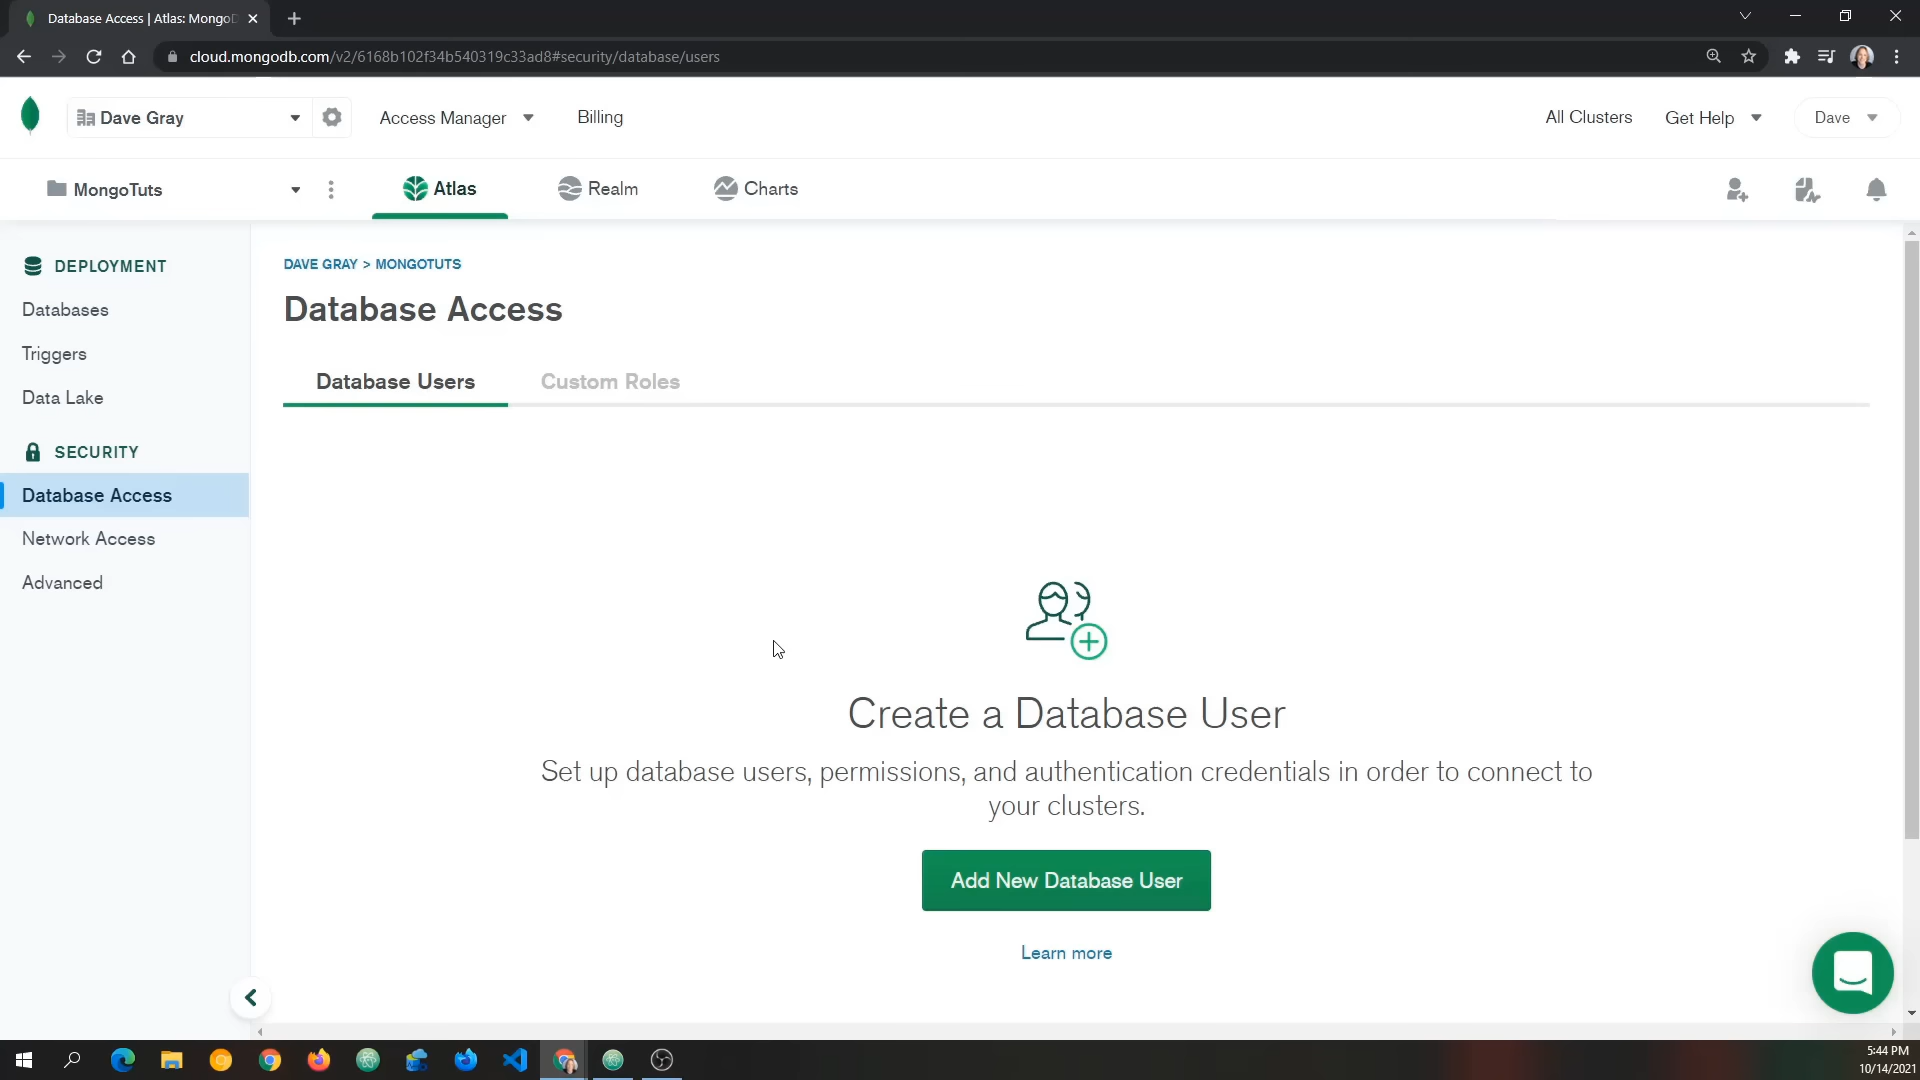 Database Access | Atlas: MongoD
cloud.mongodb.com/v2/6168b102f34b540319c33ad8#security/database/users
Dave Gray
Access Manager
Billing
All Clusters
Get Help
Dave
MongoTuts
Atlas
Realm
Charts
DEPLOYMENT
Databases
Triggers
Data Lake
SECURITY
Database Access
Network Access
Advanced
DAVE GRAY > MONGOTUTS
Database Access
Database Users
Custom Roles
Create a Database User
Set up database users, permissions, and authentication credentials in order to connect to
your clusters.
Add New Database User
Learn more
5:44 PM
10/14/2021